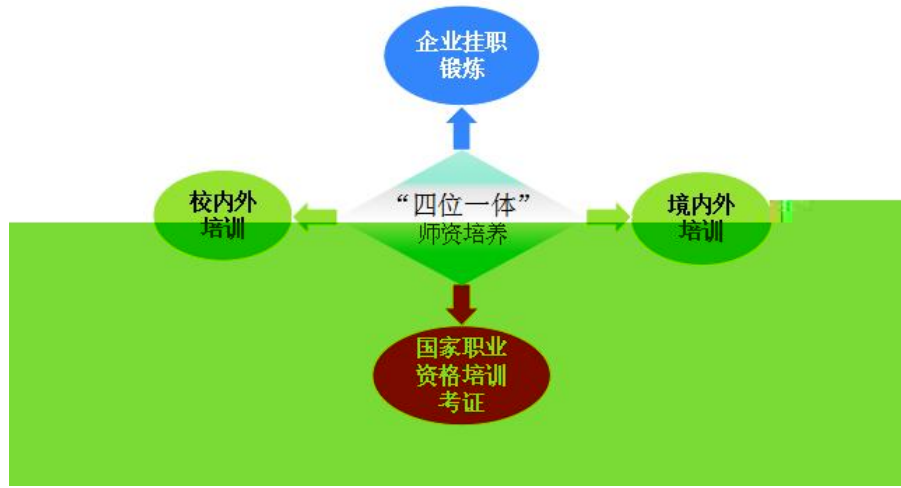 企业挂职
锻炼
校内外
培训
“四位一体”
师资培养
境内外
培训
国家职业
资格培训
考证